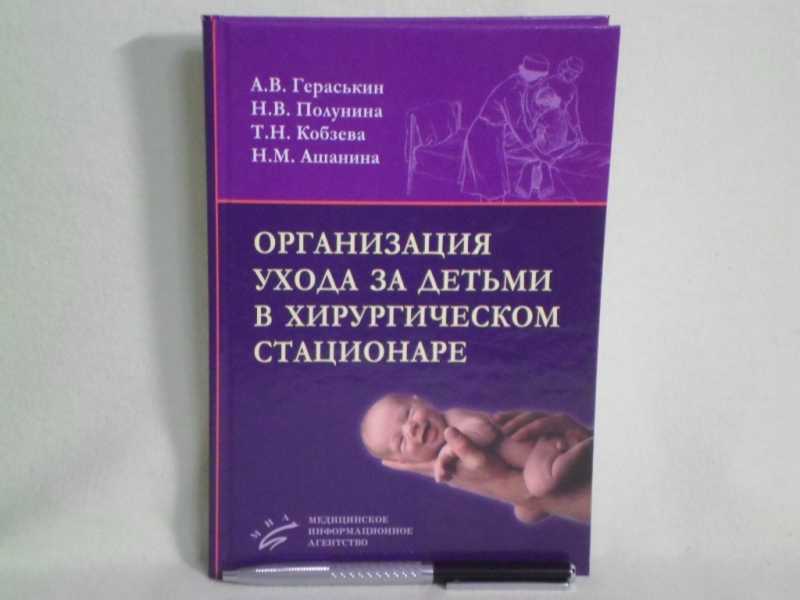 А.В. Гераськин
Н.В. Полунина
Т.Н. Кобзева
Н.М. Ашанина
ОРГАНИЗАЦИЯ
УХОДА ЗА ДЕТЬМИ
В ХИРУРГИЧЕСКОМ
СТАЦИОНАРЕ
МИА
МЕДИЦИНСКОЕ
ИНФОРМАЦИОННОЕ
АГЕНТСТВО